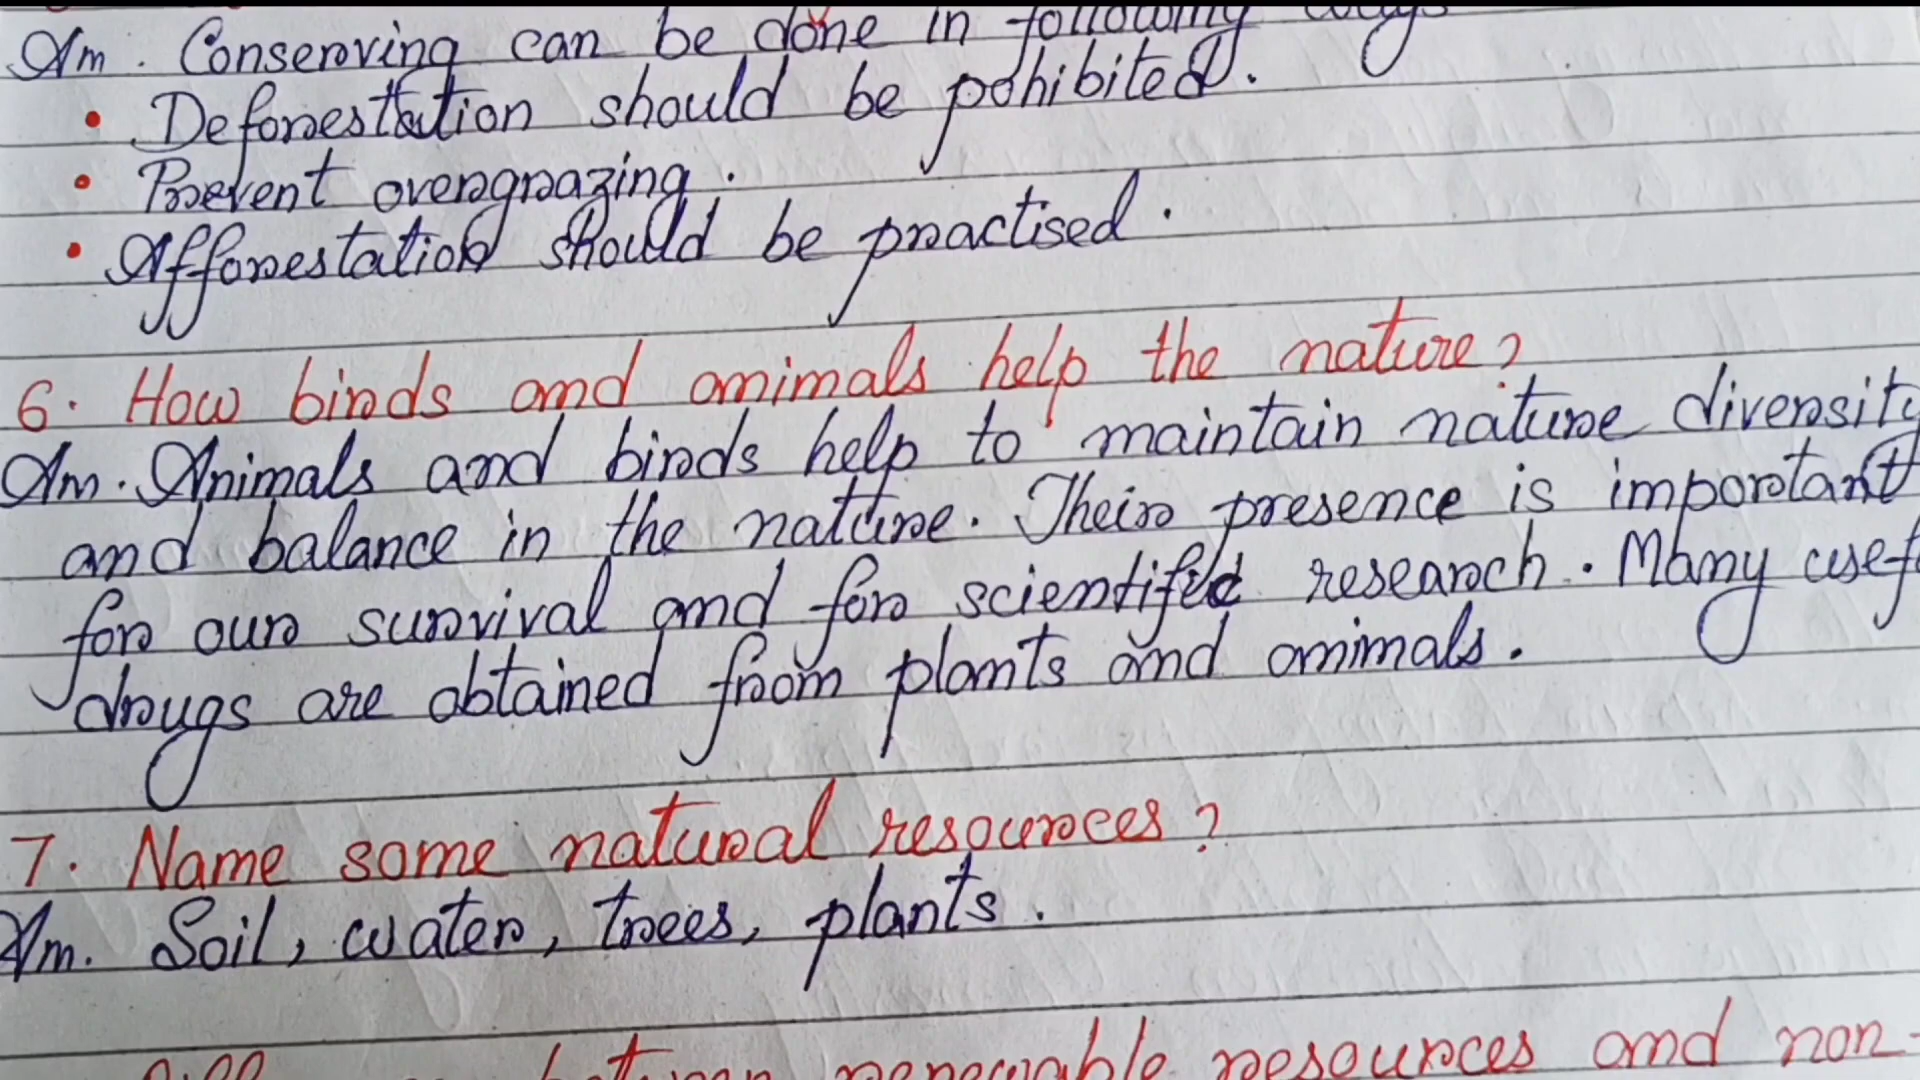 Ans. Conserving can be done in following ways
• Deforestation should be pohibited.
• Prevent overgrazing.
• Afforestation should be practised.
6. How birds and animals help the nature?
Ans. Animals and birds help to maintain nature diversity
and balance in the nature. Their presence is important
for our survival and for scientific research. Many usef
drugs are obtained from plants and animals.
7. Name some natural resources?
Ans. Soil, water, trees, plants.
between renewable resources and non-